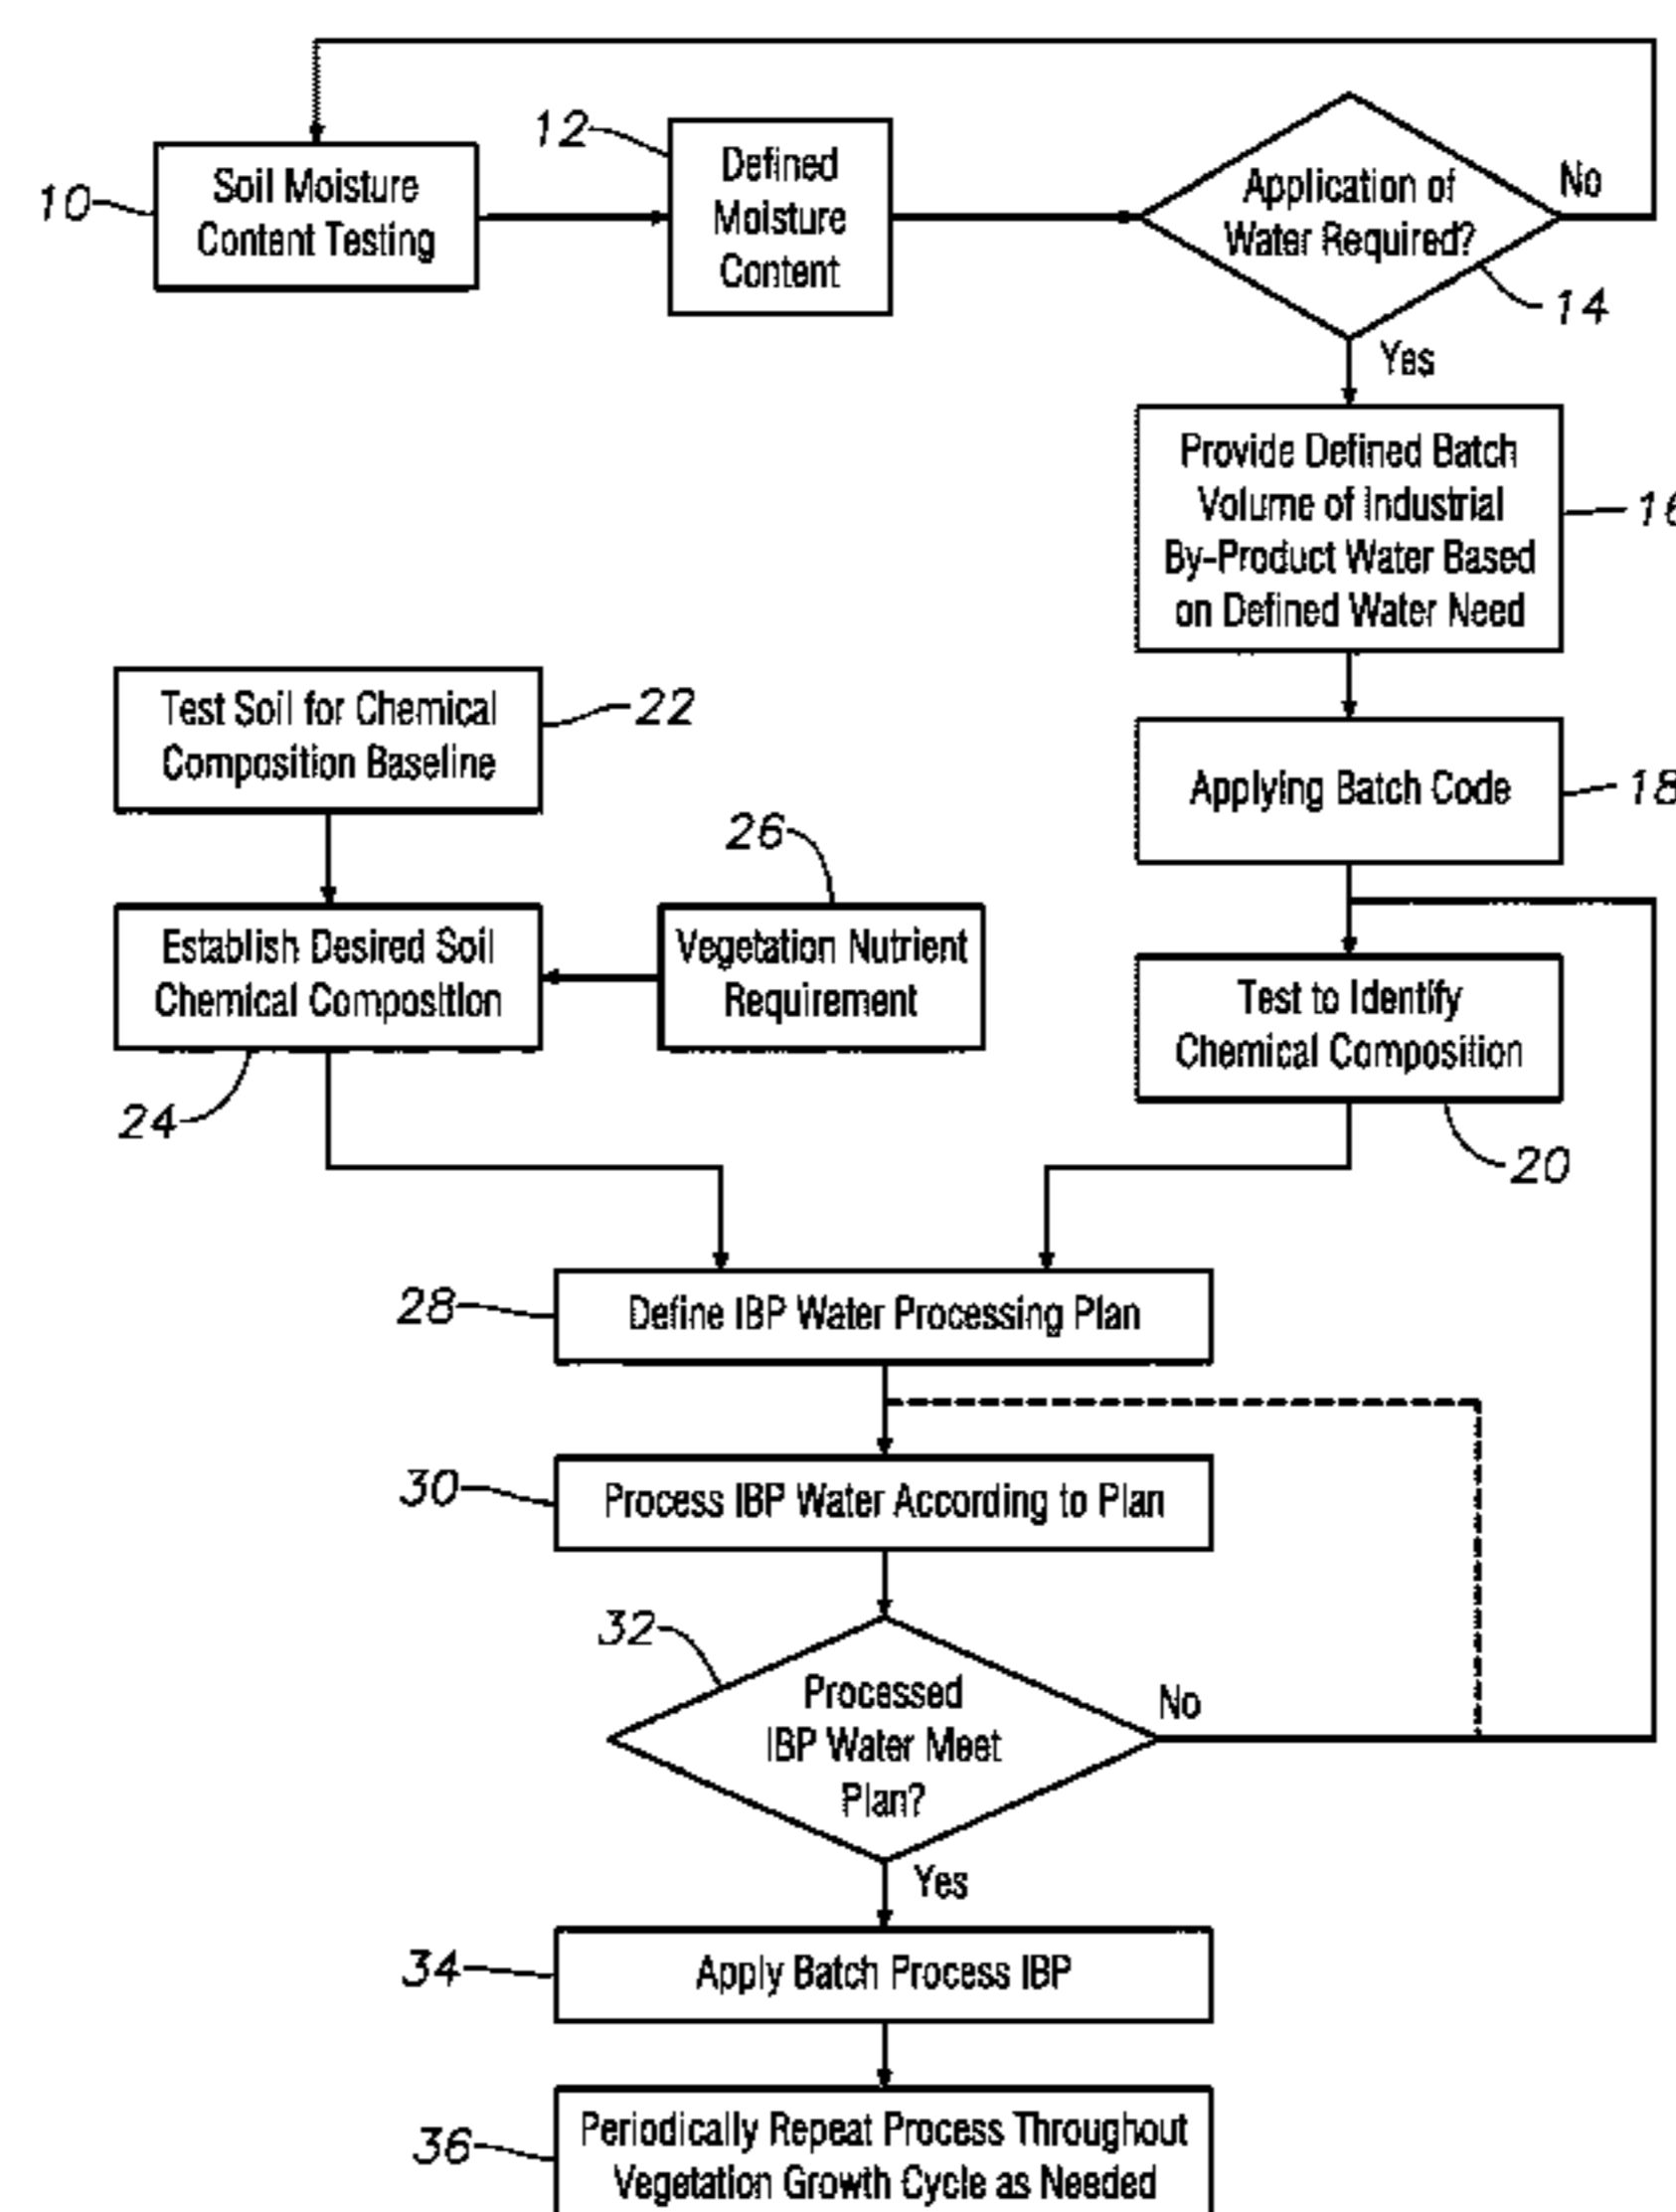 10
Soil Moisture
Content Testing
12
Defined
Moisture
Content
Application of
Water Required?
No
14
Yes
Provide Defined Batch
Volume of Industrial
By-Product Water Based
on Defined Water Need
16
Applying Batch Code
18
Test Soil for Chemical
Composition Baseline
22
26
Establish Desired Soil
Chemical Composition
Vegetation Nutrient
Requirement
24
Test to Identify
Chemical Composition
20
28
Define IBP Water Processing Plan
30
Process IBP Water According to Plan
32
Processed
IBP Water Meet
Plan?
No
Yes
34
Apply Batch Process IBP
36
Periodically Repeat Process Throughout
Vegetation Growth Cycle as Needed